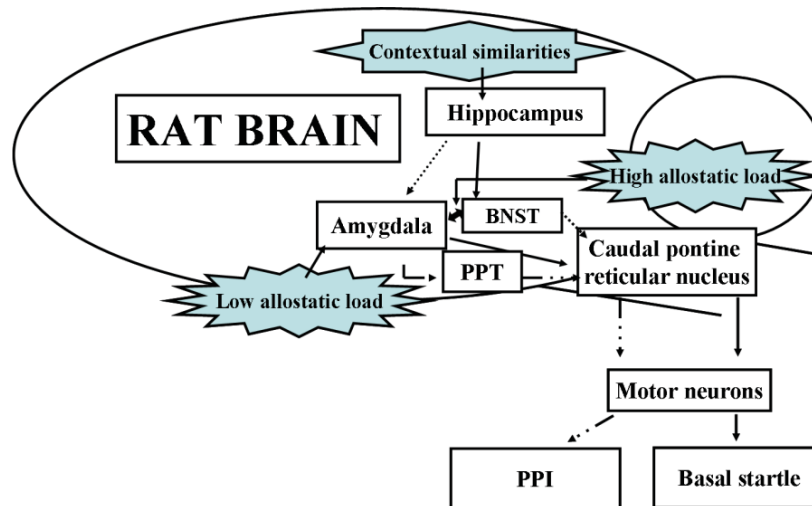 Contextual similarities
RAT BRAIN
Hippocampus
High allostatic load
Amygdala
BNST
Caudal pontine
reticular nucleus
PPT
Low allostatic load
Motor neurons
PPI
Basal startle